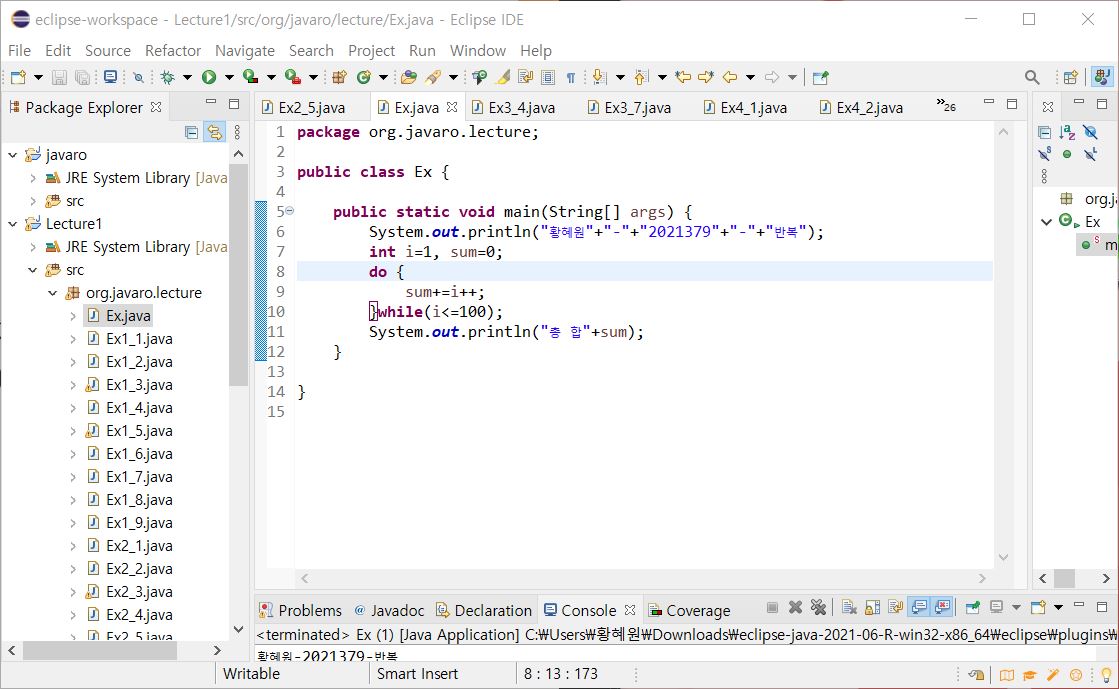 eclipse-workspace - Lecture1/src/org/javaro/lecture/Ex.java - Eclipse IDE
File Edit Source Refactor Navigate Search Project Run Window Help
Package Explorer
Ex2_5.java Ex.java Ex3_4.java Ex3_7.java Ex4_1.java Ex4_2.java »26
javaro
JRE System Library [Java
src
Lecture1
JRE System Library [Java
src
org.javaro.lecture
Ex.java
Ex1_1.java
Ex1_2.java
Ex1_3.java
Ex1_4.java
Ex1_5.java
Ex1_6.java
Ex1_7.java
Ex1_8.java
Ex1_9.java
Ex2_1.java
Ex2_2.java
Ex2_3.java
Ex2_4.java
Ex2_5.java
1 package org.javaro.lecture;
2
3 public class Ex {
4
5 public static void main(String[] args) {
6 System.out.println("황혜원"+"-"+"2021379"+"-"+"반복");
7 int i=1, sum=0;
8 do {
9 sum+=i++;
10 }while(i<=100);
11 System.out.println("총 합"+sum);
12 }
13
14 }
15
org.j
Ex
m
Problems Javadoc Declaration Console Coverage
<terminated> Ex (1) [Java Application] C:₩Users₩황혜원₩Downloads₩eclipse-java-2021-06-R-win32-x86_64₩eclipse₩plugins₩
황혜원-2021379-반복
Writable Smart Insert 8 : 13 : 173